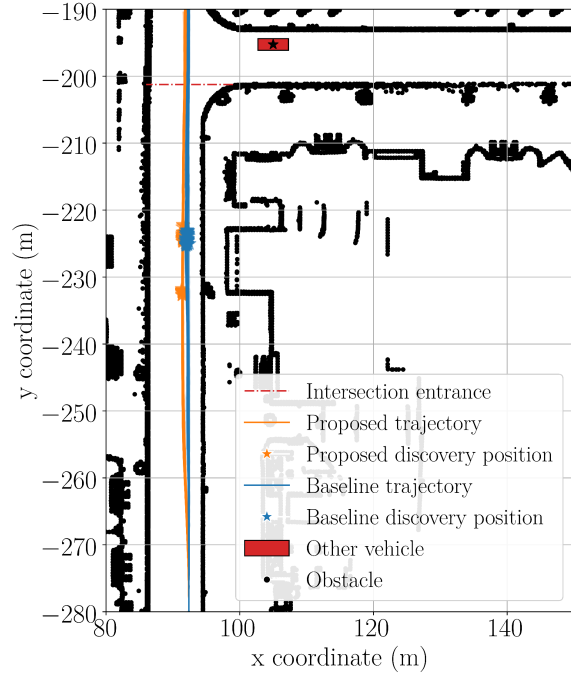 −190
−200
−210
−220
−230
−240
−250
−260
−270
−280
y coordinate (m)
Intersection entrance
Proposed trajectory
Proposed discovery position
Baseline trajectory
Baseline discovery position
Other vehicle
Obstacle
80
100
120
140
x coordinate (m)